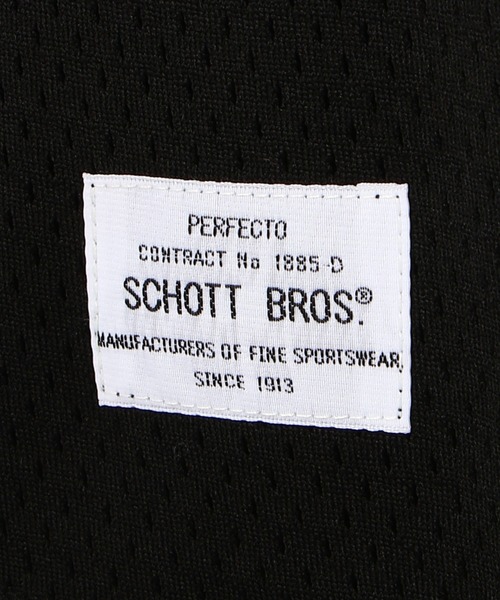 PERFECTO
CONTRACT No 1885-D
SCHOTT BROS.®
MANUFACTURERS OF FINE SPORTSWEAR,
SINCE 1913